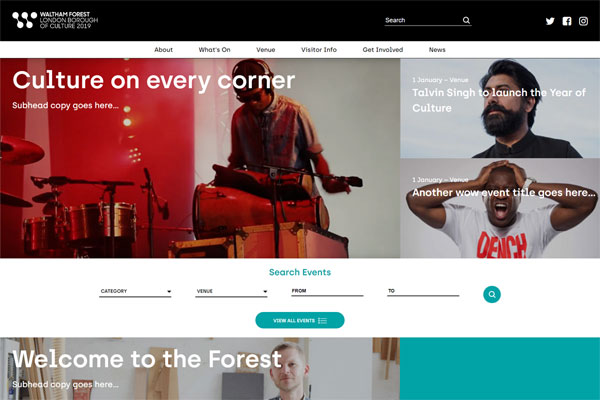 WALTHAM FOREST
LONDON BOROUGH
OF CULTURE 2019
Search
About
What's On
Venue
Visitor Info
Get Involved
News
Culture on every corner
Subhead copy goes here...
1 January – Venue
Talvin Singh to launch the Year of
Culture
1 January – Venue
Another wow event title goes here...
DENCH
Search Events
CATEGORY
VENUE
FROM
TO
VIEW ALL EVENTS
Welcome to the Forest
Subhead copy goes here...